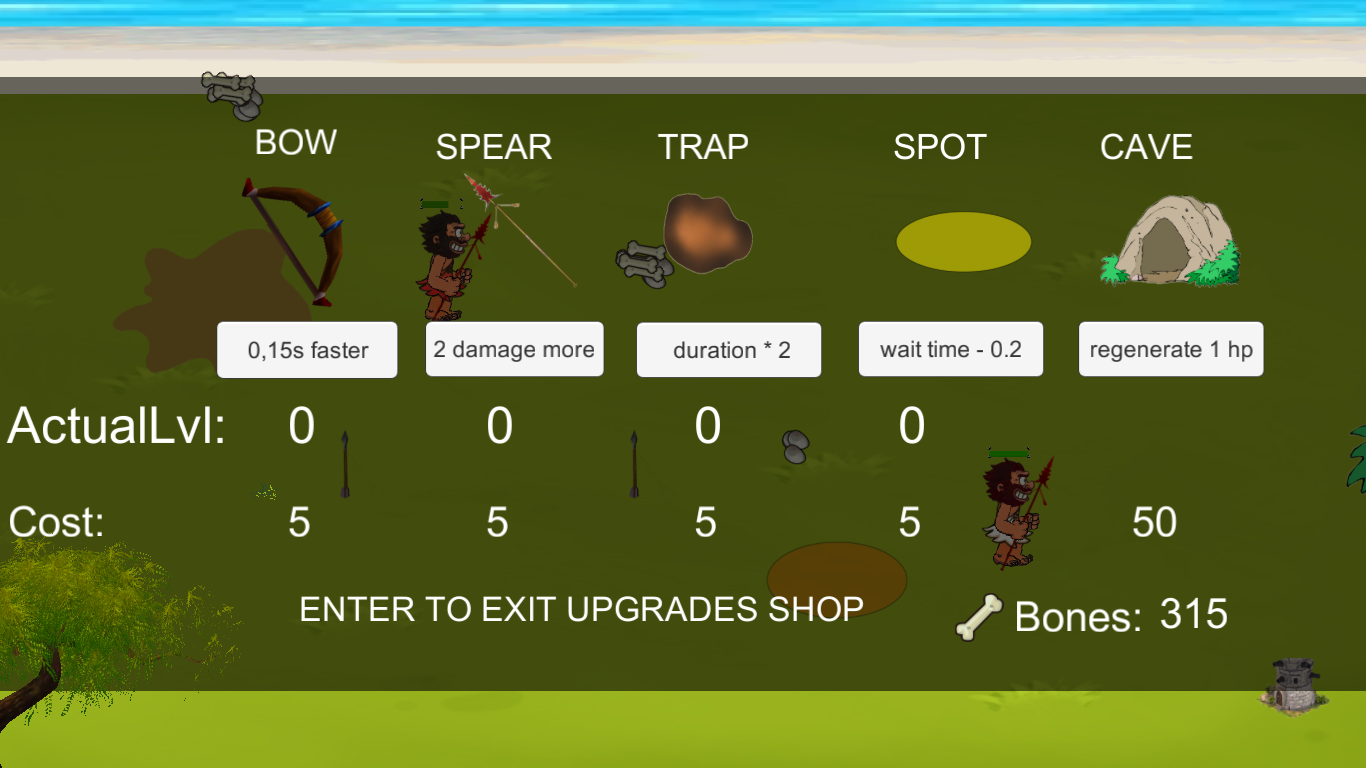 BOW SPEAR TRAP SPOT CAVE
0,15s faster 2 damage more duration * 2 wait time - 0.2 regenerate 1 hp
ActualLvl: 0 0 0 0
Cost: 5 5 5 5 50
ENTER TO EXIT UPGRADES SHOP Bones: 315